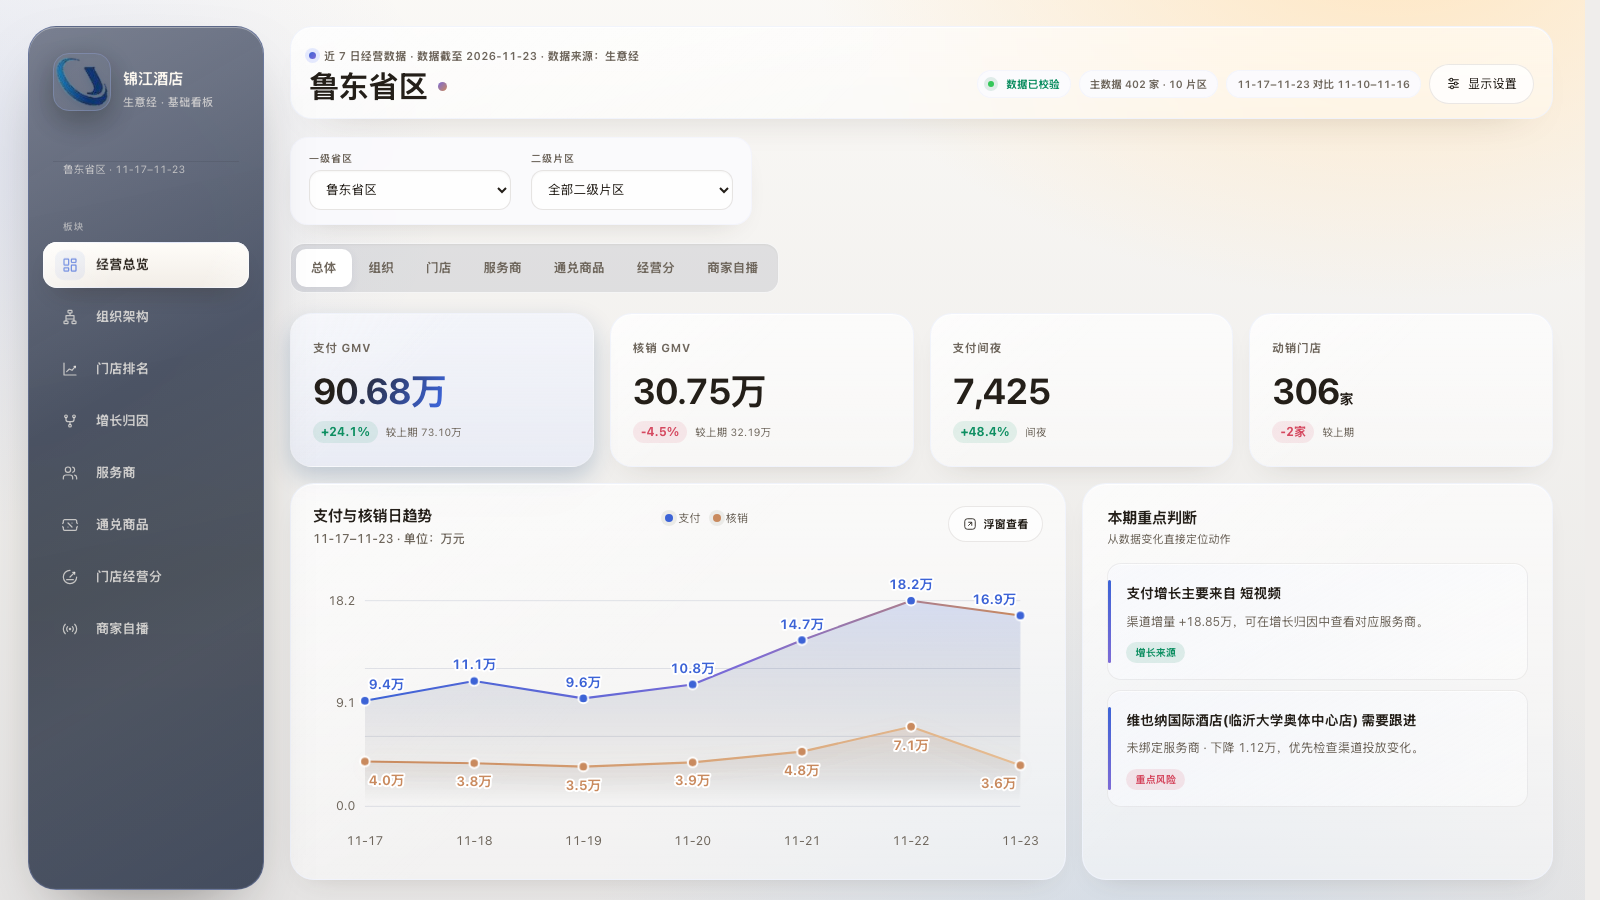 锦江酒店
生意经 · 基础看板
鲁东省区 · 11-17–11-23
板块
经营总览
组织架构
门店排名
增长归因
服务商
通兑商品
门店经营分
商家自播
近 7 日经营数据 · 数据截至 2026-11-23 · 数据来源：生意经
鲁东省区
数据已校验
主数据 402 家 · 10 片区
11-17–11-23 对比 11-10–11-16
显示设置
一级省区
二级片区
鲁东省区
全部二级片区
总体 组织 门店 服务商 通兑商品 经营分 商家自播
支付 GMV
90.68万
+24.1% 较上期 73.10万
核销 GMV
30.75万
-4.5% 较上期 32.19万
支付间夜
7,425
+48.4% 间夜
动销门店
306家
-2家 较上期
支付与核销日趋势
11-17–11-23 · 单位：万元
支付 核销
浮窗查看
18.2
9.1
0.0
9.4万 11.1万 9.6万 10.8万 14.7万 18.2万 16.9万
4.0万 3.8万 3.5万 3.9万 4.8万 7.1万 3.6万
11-17 11-18 11-19 11-20 11-21 11-22 11-23
本期重点判断
从数据变化直接定位动作
支付增长主要来自 短视频
渠道增量 +18.85万，可在增长归因中查看对应服务商。
增长来源
维也纳国际酒店(临沂大学奥体中心店) 需要跟进
未绑定服务商 · 下降 1.12万，优先检查渠道投放变化。
重点风险